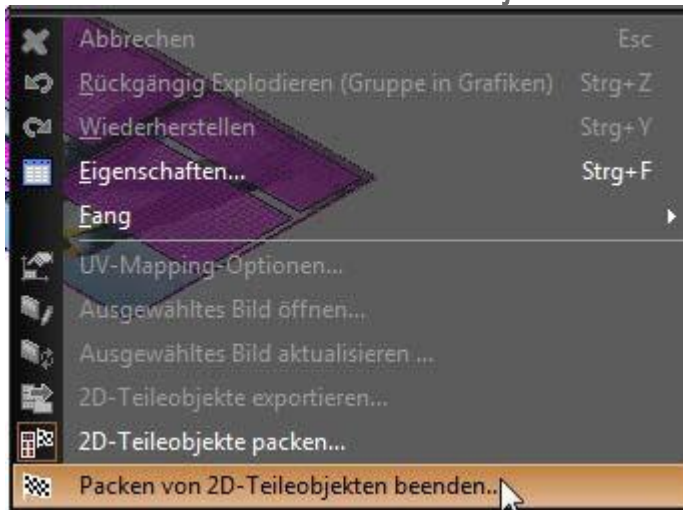 Abbrechen Esc
Rückgängig Explodieren (Gruppe in Grafiken) Strg+Z
Wiederherstellen Strg+Y
Eigenschaften... Strg+F
Fang
UV-Mapping-Optionen...
Ausgewähltes Bild öffnen...
Ausgewähltes Bild aktualisieren ...
2D-Teileobjekte exportieren...
2D-Teileobjekte packen...
Packen von 2D-Teileobjekten beenden...